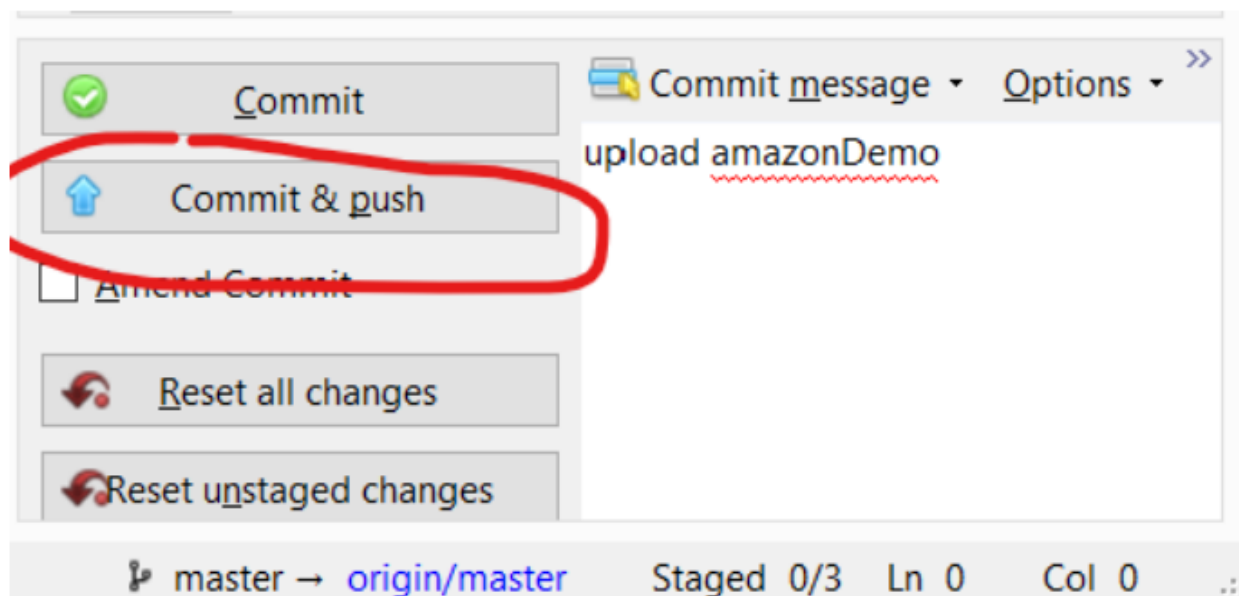 Commit
Commit message
Options
»
upload amazonDemo
Commit & push
Amend Commit
Reset all changes
Reset unstaged changes
master → origin/master Staged 0/3 Ln 0 Col 0